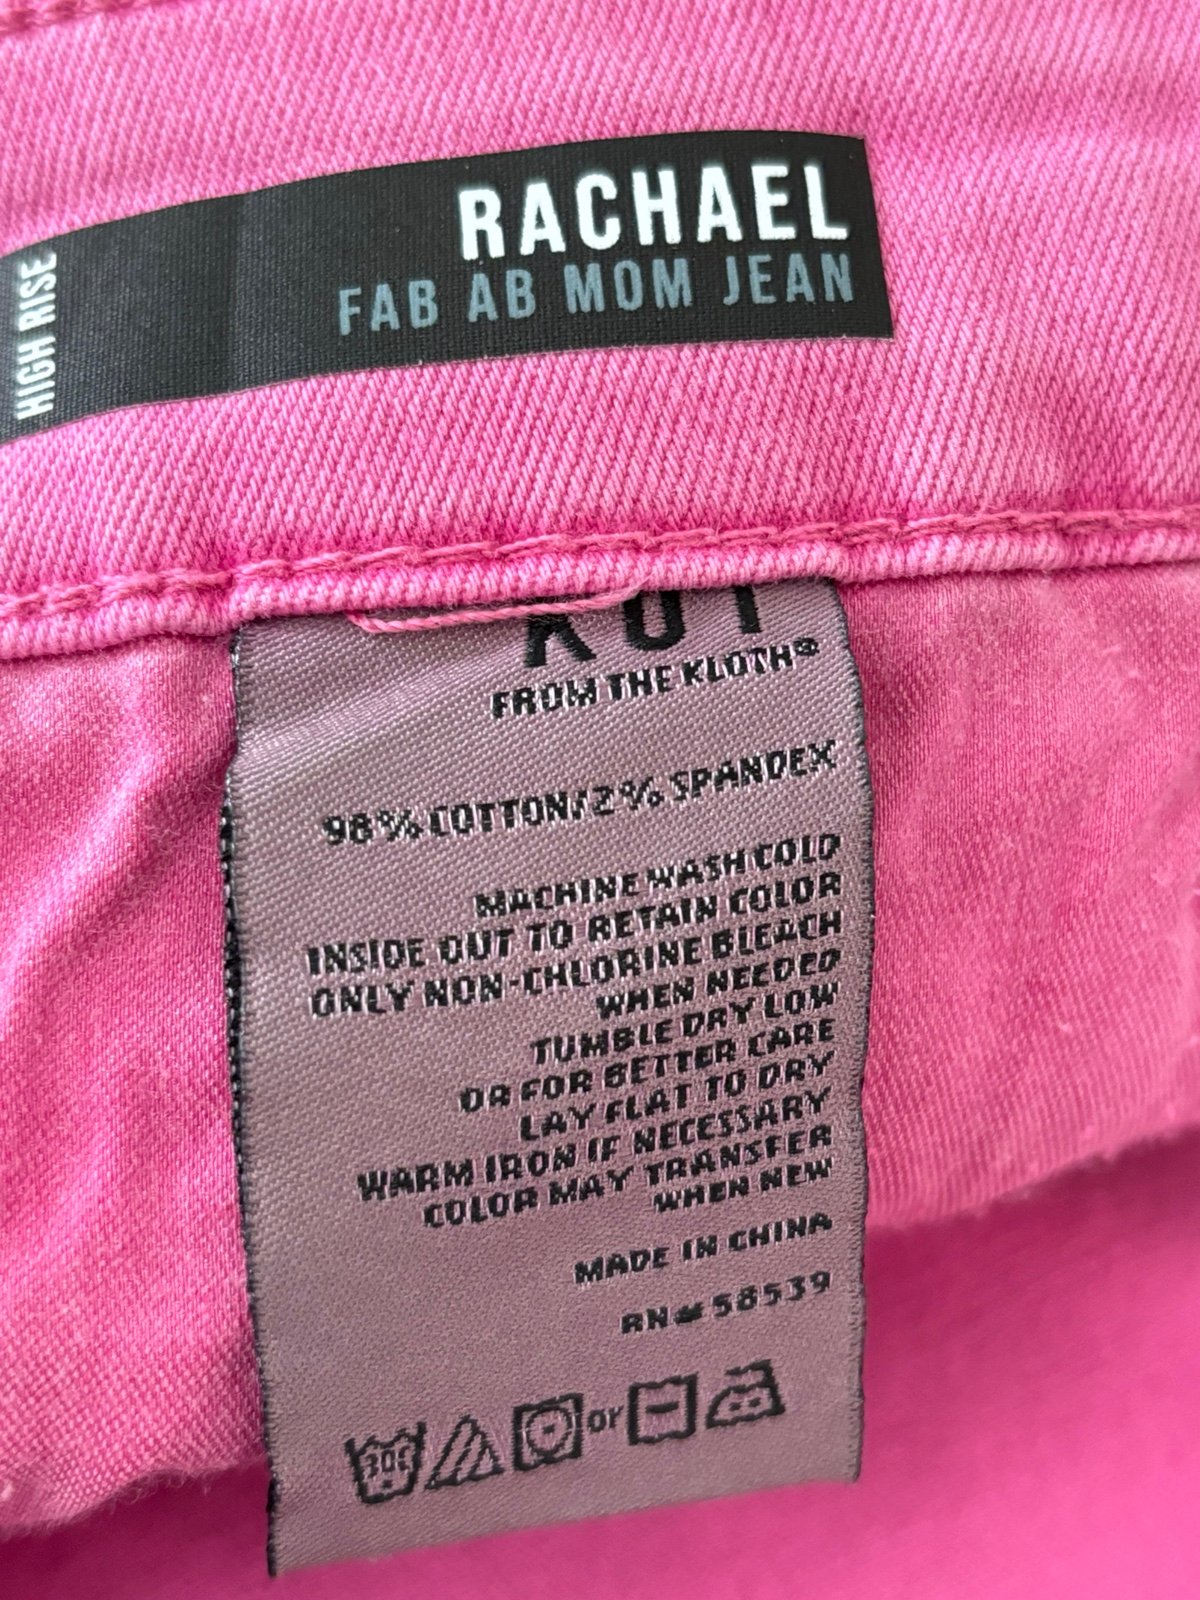 RACHAEL
FAB AB MOM JEAN
HIGH RISE
KUT
FROM THE KLOTH®
98% COTTON/2% SPANDEX
MACHINE WASH COLD
INSIDE OUT TO RETAIN COLOR
ONLY NON-CHLORINE BLEACH
WHEN NEEDED
TUMBLE DRY LOW
OR FOR BETTER CARE
LAY FLAT TO DRY
WARM IRON IF NECESSARY
COLOR MAY TRANSFER
WHEN NEW
MADE IN CHINA
RN# 58539
30C or